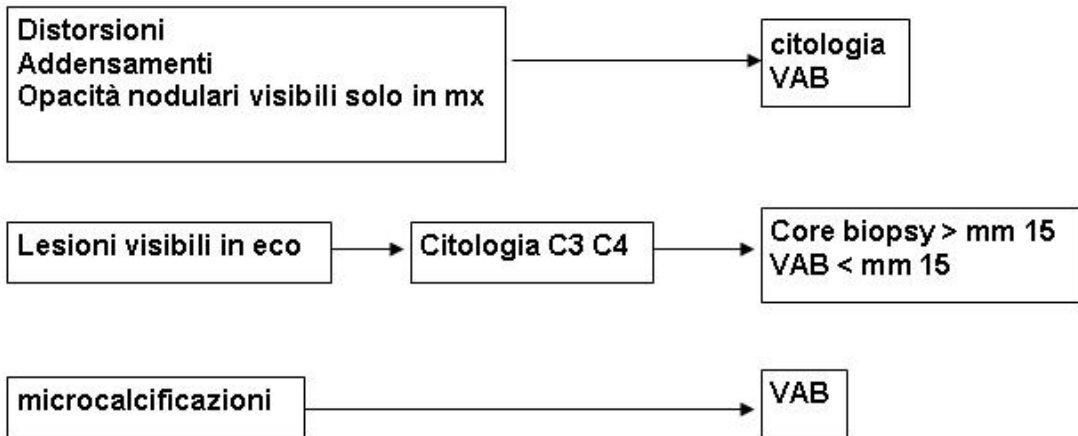 Distorsioni
Addensamenti
Opacità nodulari visibili solo in mx
citologia
VAB
Lesioni visibili in eco
Citologia C3 C4
Core biopsy > mm 15
VAB < mm 15
microcalcificazioni
VAB